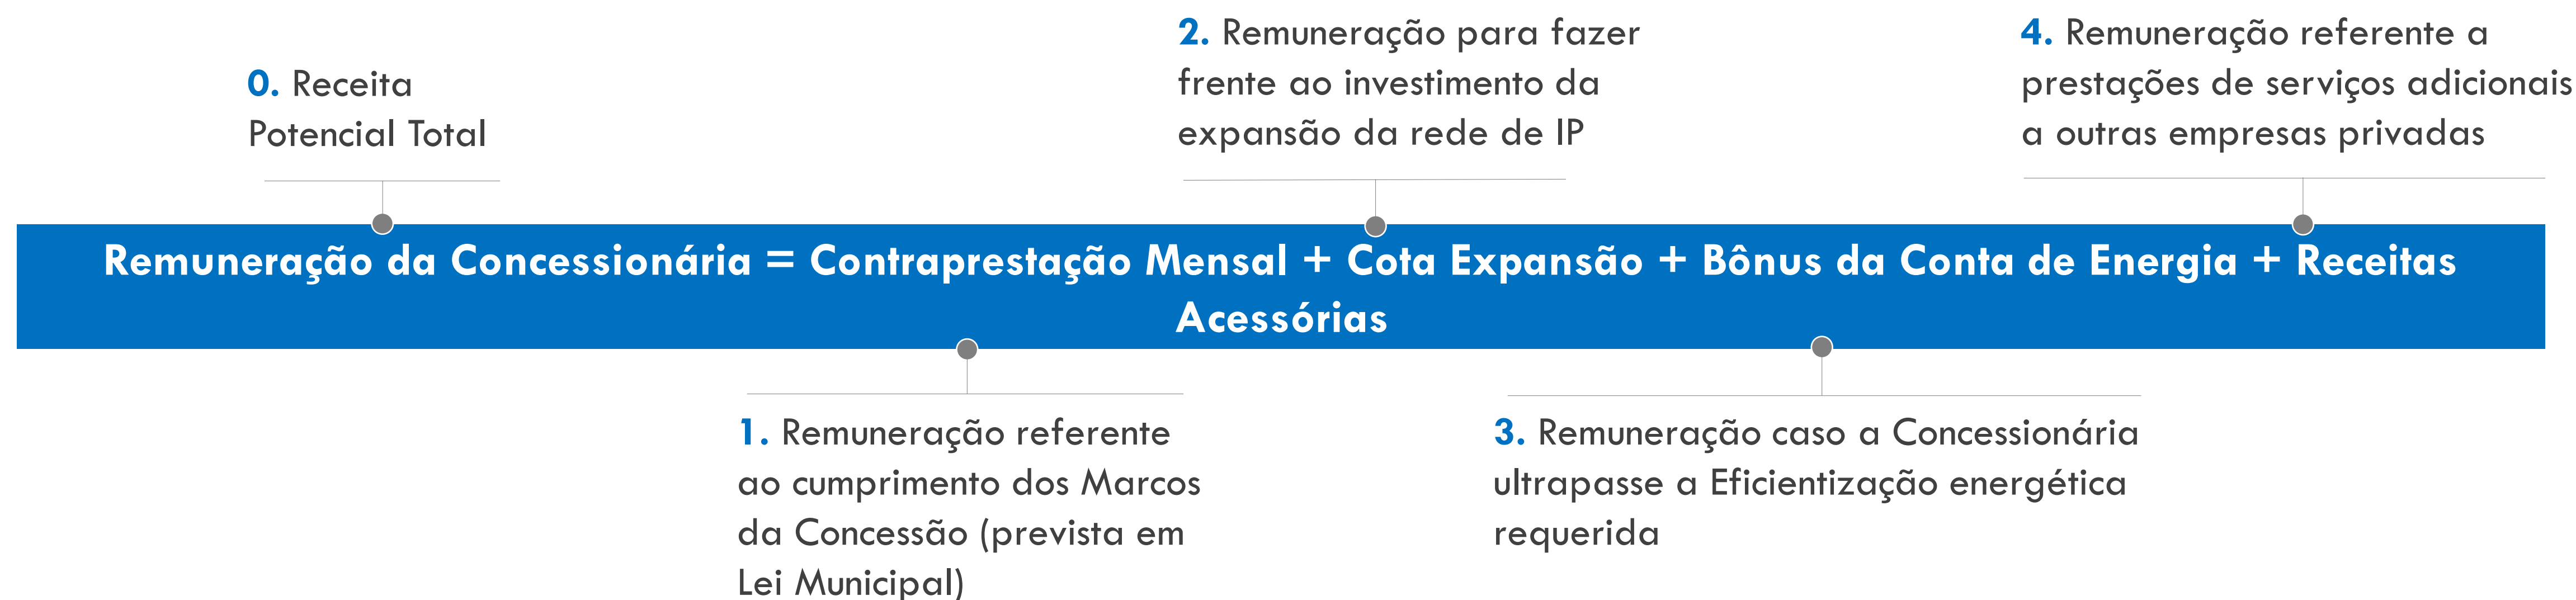 0. Receita
Potencial Total
2. Remuneração para fazer
frente ao investimento da
expansão da rede de IP
4. Remuneração referente a
prestações de serviços adicionais
a outras empresas privadas
Remuneração da Concessionária = Contraprestação Mensal + Cota Expansão + Bônus da Conta de Energia + Receitas
Acessórias
1. Remuneração referente
ao cumprimento dos Marcos
da Concessão (prevista em
Lei Municipal)
3. Remuneração caso a Concessionária
ultrapasse a Eficientização energética
requerida